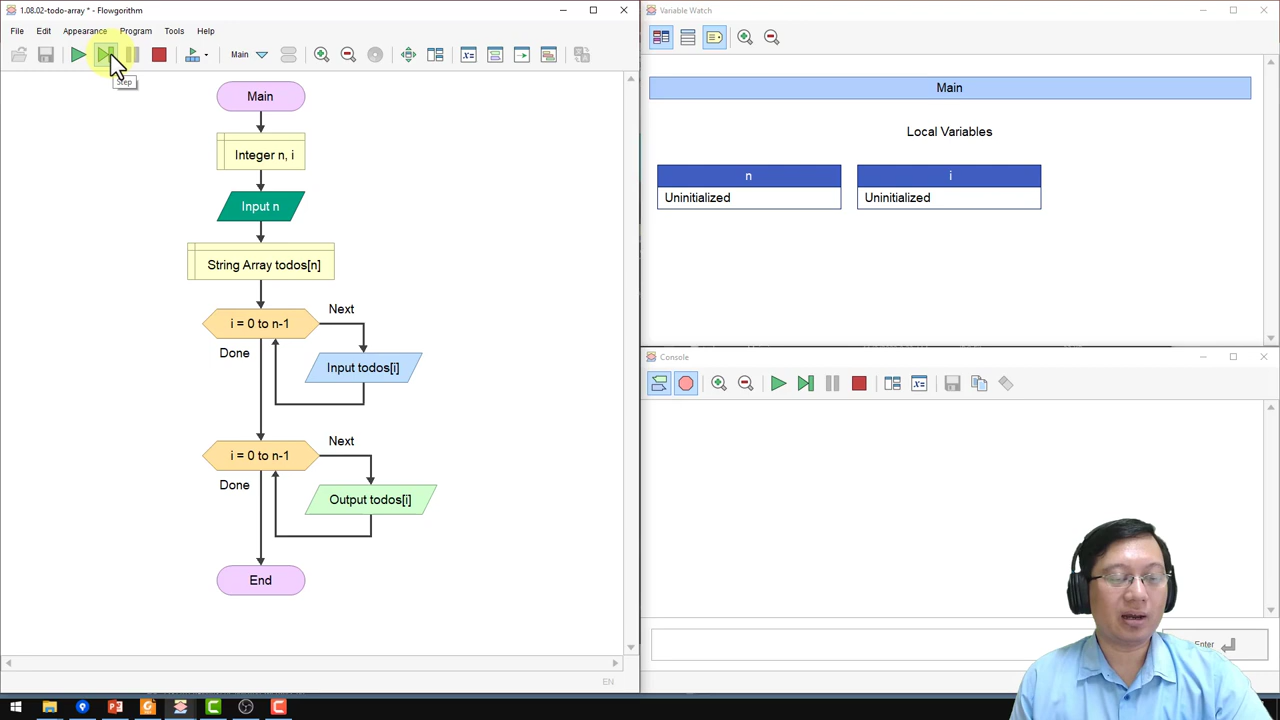 1.08.02-todo-array * - Flowgorithm
File Edit Appearance Program Tools Help
Main
Step
Main
Integer n, i
Input n
String Array todos[n]
i = 0 to n-1
Next
Done
Input todos[i]
i = 0 to n-1
Next
Done
Output todos[i]
End
EN
Variable Watch
Main
Local Variables
n
Uninitialized
i
Uninitialized
Console
Enter